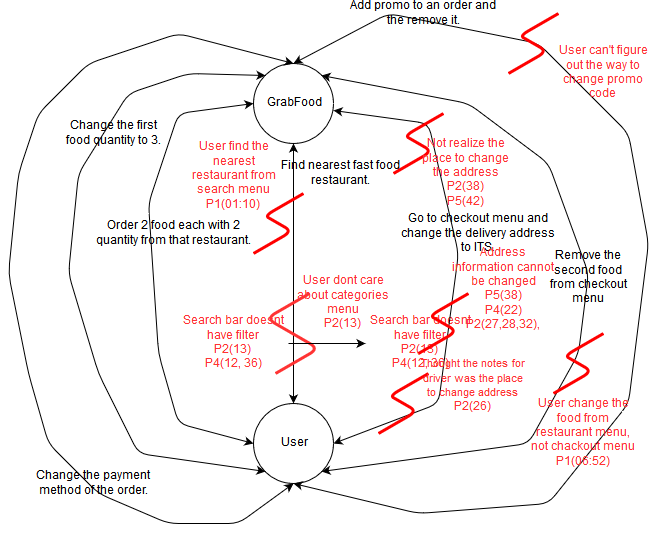 Add promo to an order and
the remove it.
User can't figure
out the way to
change promo
code
GrabFood
Change the first
food quantity to 3.
User find the
nearest
restaurant from
search menu
P1(01:10)
Find nearest fast food
restaurant.
Not realize the
place to change
the address
P2(38)
P5(42)
Order 2 food each with 2
quantity from that restaurant.
Go to checkout menu and
change the delivery address
to ITS.
Address
information cannot
be changed
P5(38)
P4(22)
P2(27,28,32),
Remove the
second food
from checkout
menu
User dont care
about categories
menu
P2(13)
Search bar doesnt
have filter
P2(13)
P4(12, 36)
Search bar doesnt
have filter
P2(13)
P4(12, 36)
Thought the notes for
driver was the place
to change address
P2(26)
User change the
food from
restaurant menu,
not checkout menu
P1(06:52)
User
Change the payment
method of the order.